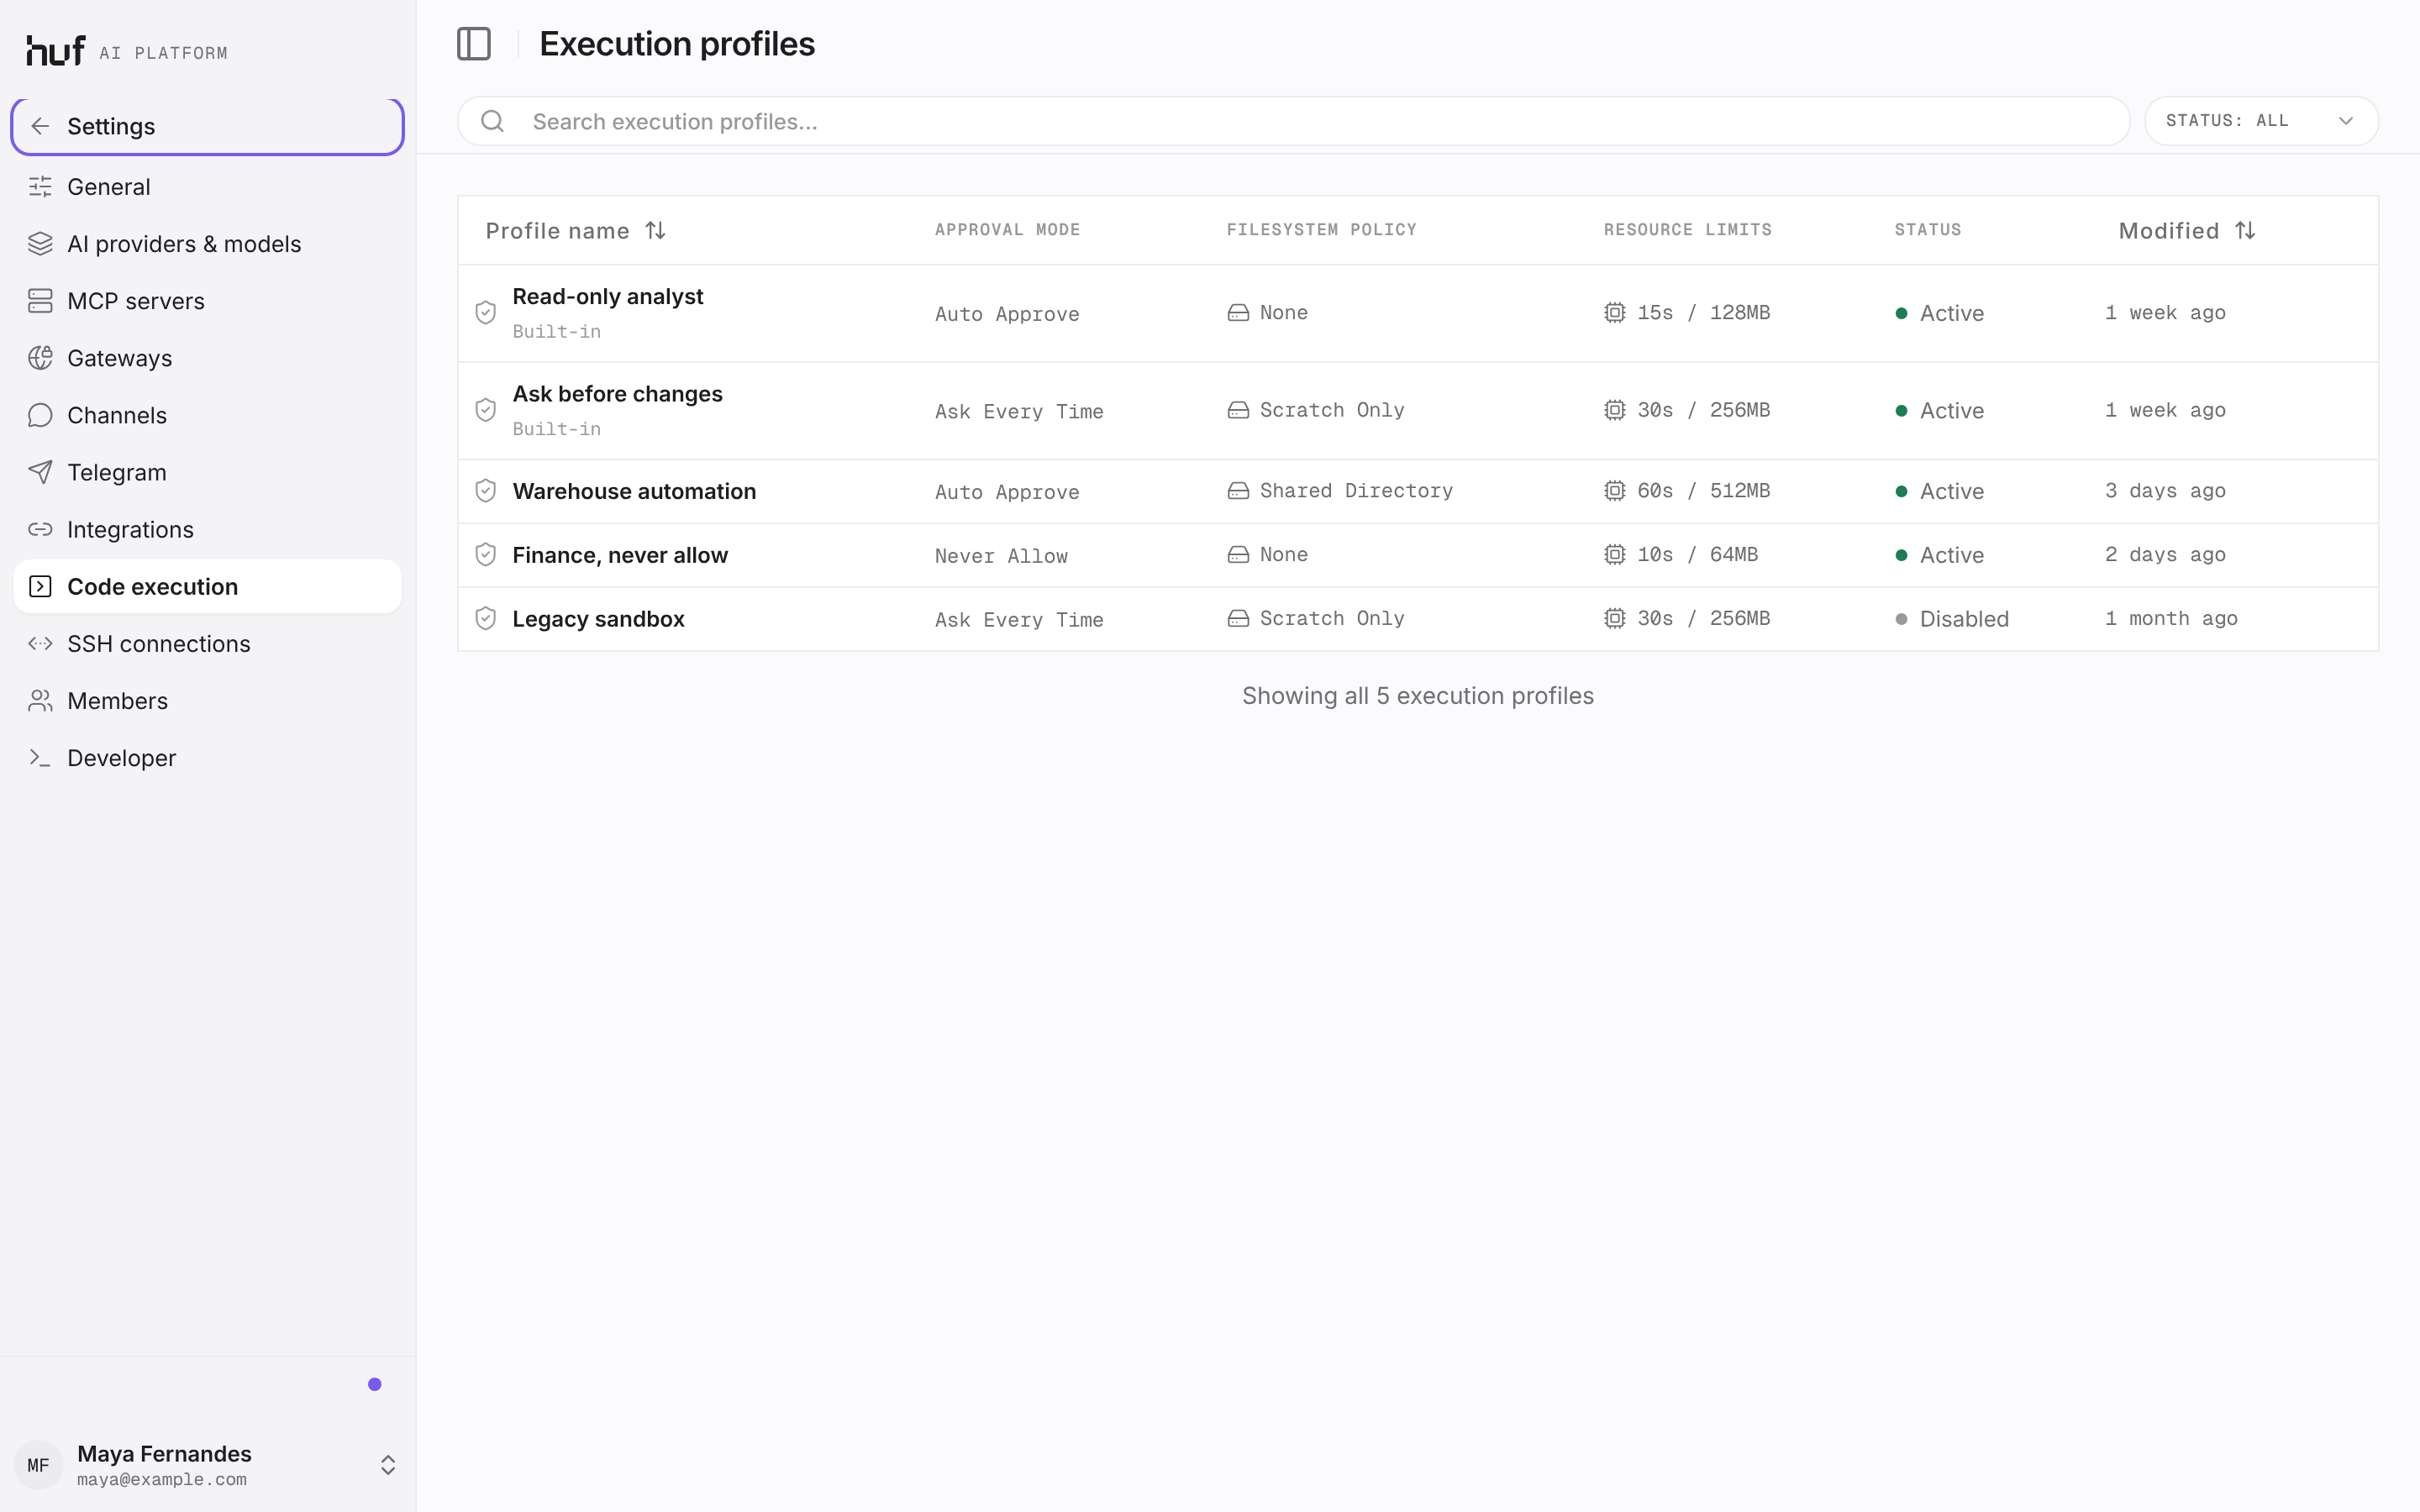 huf AI PLATFORM
Settings
General
AI providers & models
MCP servers
Gateways
Channels
Telegram
Integrations
Code execution
SSH connections
Members
Developer
MF
Maya Fernandes
maya@example.com
Execution profiles
Search execution profiles...
STATUS: ALL
Profile name APPROVAL MODE FILESYSTEM POLICY RESOURCE LIMITS STATUS Modified
Read-only analyst
Built-in
Auto Approve None 15s / 128MB Active 1 week ago
Ask before changes
Built-in
Ask Every Time Scratch Only 30s / 256MB Active 1 week ago
Warehouse automation Auto Approve Shared Directory 60s / 512MB Active 3 days ago
Finance, never allow Never Allow None 10s / 64MB Active 2 days ago
Legacy sandbox Ask Every Time Scratch Only 30s / 256MB Disabled 1 month ago
Showing all 5 execution profiles